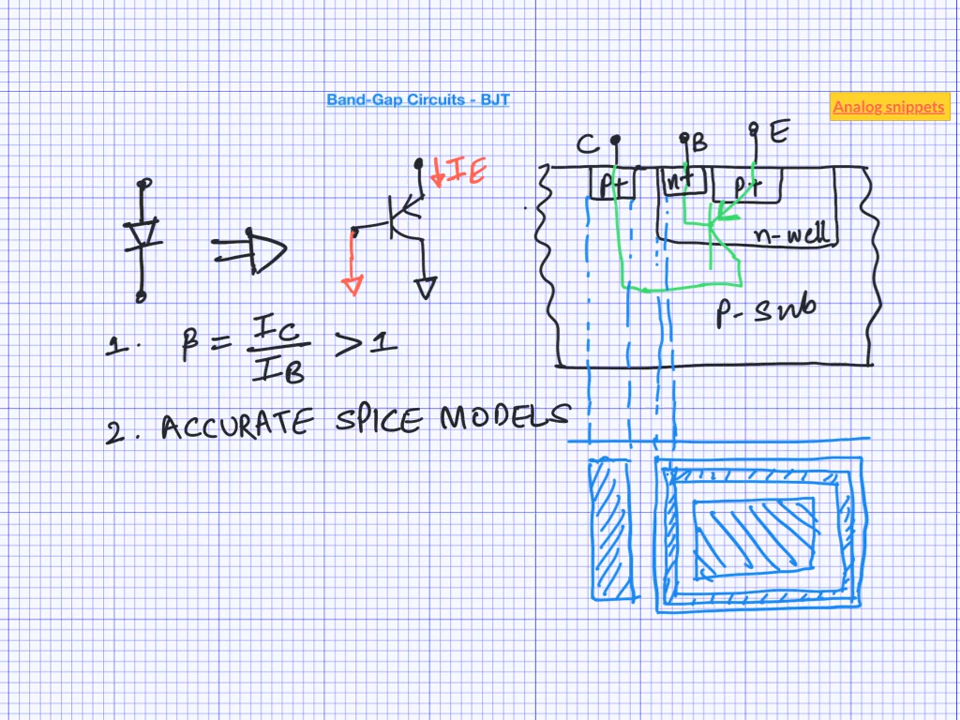 Band-Gap Circuits - BJT
Analog snippets
C B E
IE
p+ n+ p+
n-well
P-sub
1. β = IC / IB > 1
2. ACCURATE SPICE MODELS